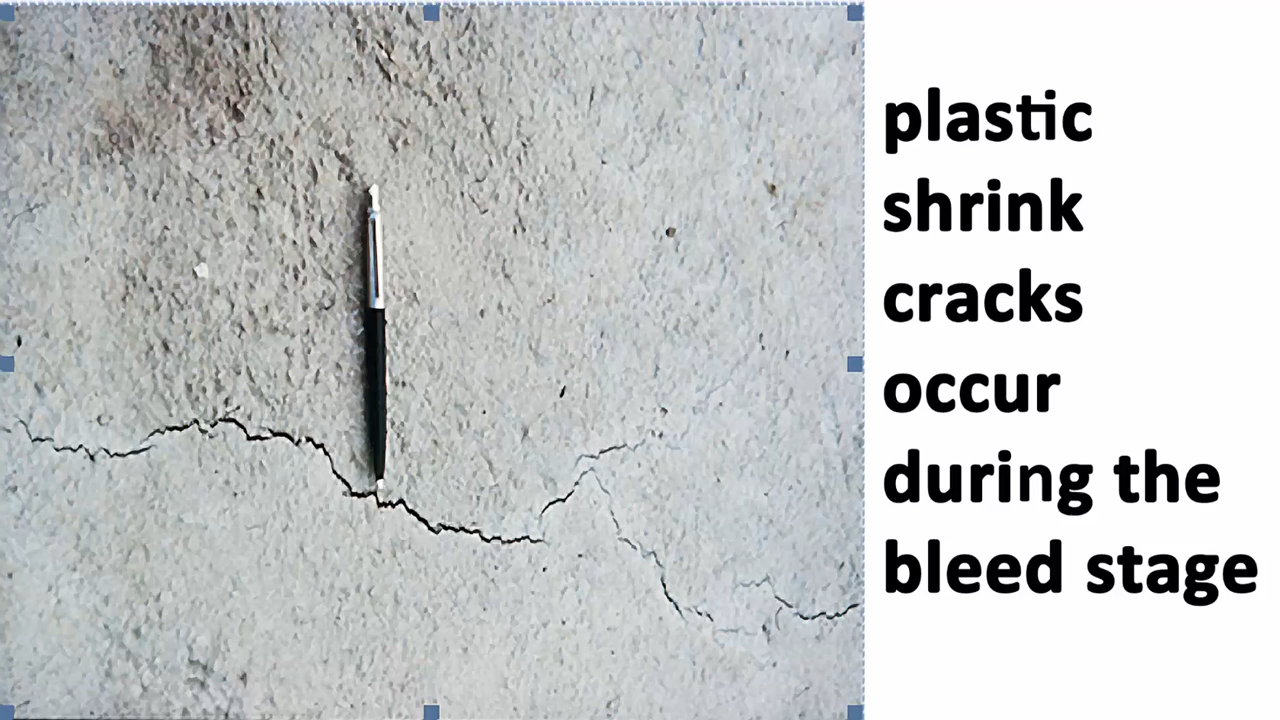 plastic
shrink
cracks
occur
during the
bleed stage